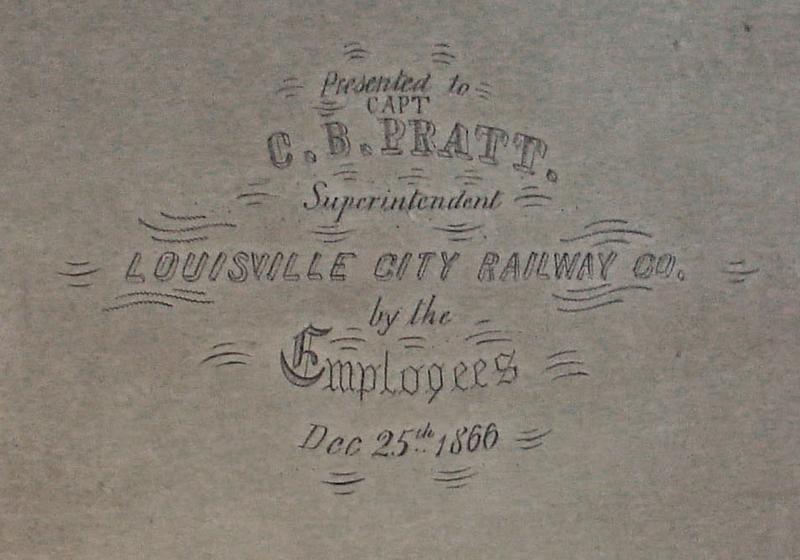 Presented to
CAPT
C. B. PRATT.
Superintendent
LOUISVILLE CITY RAILWAY CO.
by the
Employees
Dec 25th 1866